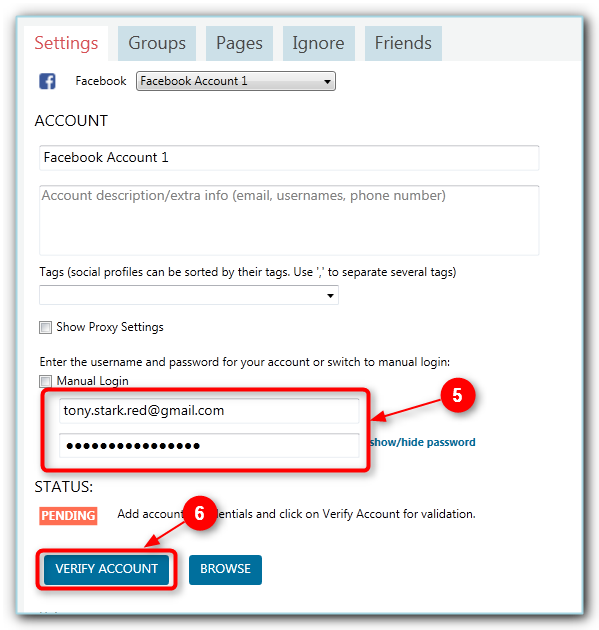 Settings Groups Pages Ignore Friends
Facebook Facebook Account 1
ACCOUNT
Facebook Account 1
Account description/extra info (email, usernames, phone number)
Tags (social profiles can be sorted by their tags. Use ',' to separate several tags)
Show Proxy Settings
Enter the username and password for your account or switch to manual login:
Manual Login
5
tony.stark.red@gmail.com
●●●●●●●●●●●●●●●● show/hide password
STATUS:
6
PENDING Add account entials and click on Verify Account for validation.
VERIFY ACCOUNT BROWSE